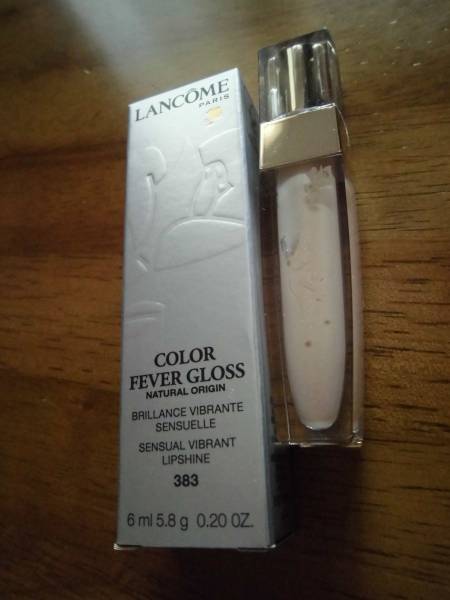 LANCÔME
PARIS
COLOR
FEVER GLOSS
NATURAL ORIGIN
BRILLANCE VIBRANTE
SENSUELLE
SENSUAL VIBRANT
LIPSHINE
383
6 ml 5.8 g 0.20 OZ.